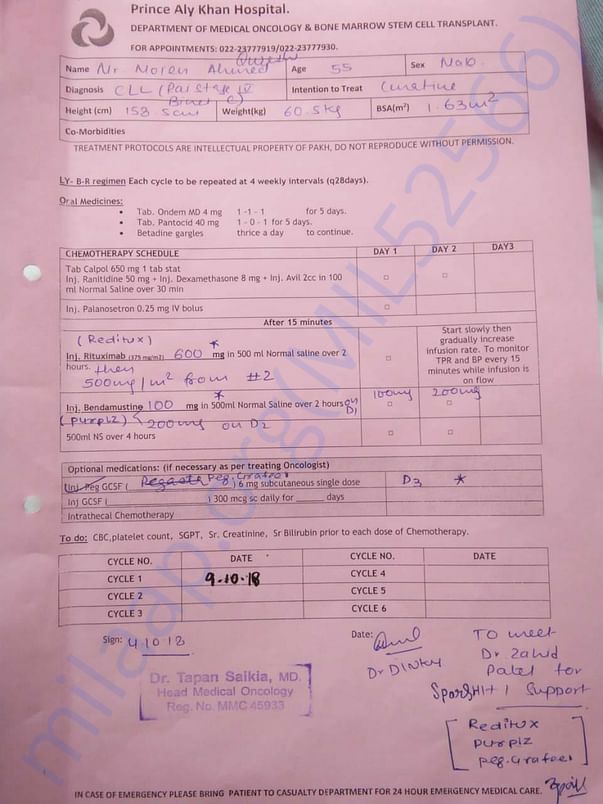 Prince Aly Khan Hospital.
DEPARTMENT OF MEDICAL ONCOLOGY & BONE MARROW STEM CELL TRANSPLANT.
FOR APPOINTMENTS: 022-23777919/022-23777930.
Name Mr Ahmed Age 55 Sex Male
Diagnosis CLL (Rai Stage IV Binet C) Intention to Treat Curative
Height (cm) 153.5cm Weight(kg) 60.5kg BSA(m²) 1.63m²
Co-Morbidities
TREATMENT PROTOCOLS ARE INTELLECTUAL PROPERTY OF PAKH, DO NOT REPRODUCE WITHOUT PERMISSION.
LY- B-R regimen Each cycle to be repeated at 4 weekly intervals (q28days).
Oral Medicines:
• Tab. Ondem MD 4 mg 1 -1 - 1 for 5 days.
• Tab. Pantocid 40 mg 1 - 0 - 1 for 5 days.
• Betadine gargles thrice a day to continue.
CHEMOTHERAPY SCHEDULE DAY 1 DAY 2 DAY3
Tab Calpol 650 mg 1 tab stat
Inj. Ranitidine 50 mg + Inj. Dexamethasone 8 mg + Inj. Avil 2cc in 100
ml Normal Saline over 30 min
Inj. Palanosetron 0.25 mg IV bolus
After 15 minutes
(Reditux)
Inj. Rituximab (375 mg/m2) 600 * mg in 500 ml Normal saline over 2
hours. then
500mg/m² from #2
Start slowly then
gradually increase
infusion rate. To monitor
TPR and BP every 15
minutes while infusion is
on flow
Inj. Bendamustine 100 * mg in 500ml Normal Saline over 2 hours on D1 100mg 200mg
(Purplz) 200mg on D2
500ml NS over 4 hours
Optional medications: (if necessary as per treating Oncologist)
Inj. Peg GCSF ( Peg. Grafeel ) 6 mg subcutaneous single dose D3 *
Inj GCSF ( ) 300 mcg sc daily for ____ days
Intrathecal Chemotherapy
To do: CBC,platelet count, SGPT, Sr. Creatinine, Sr Bilirubin prior to each dose of Chemotherapy.
CYCLE NO. DATE CYCLE NO. DATE
CYCLE 1 9.10.18 CYCLE 4
CYCLE 2 CYCLE 5
CYCLE 3 CYCLE 6
Sign: 4.10.18
Date:
Dr DINKY
Dr. Tapan Saikia, MD.
Head Medical Oncology
Reg. No. MMC 45933
TO meet
Dr. Zahid
Patel for
support
Reditux
Purplz
Peg. Grafeel
IN CASE OF EMERGENCY PLEASE BRING PATIENT TO CASUALTY DEPARTMENT FOR 24 HOUR EMERGENCY MEDICAL CARE.
milaap.org(MIL52566)